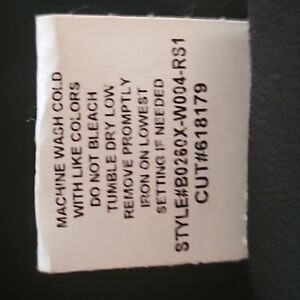 MACHINE WASH COLD
WITH LIKE COLORS
DO NOT BLEACH
TUMBLE DRY LOW
REMOVE PROMPTLY
IRON ON LOWEST
SETTING IF NEEDED
STYLE#B0260X-W004-RS1
CUT#618179